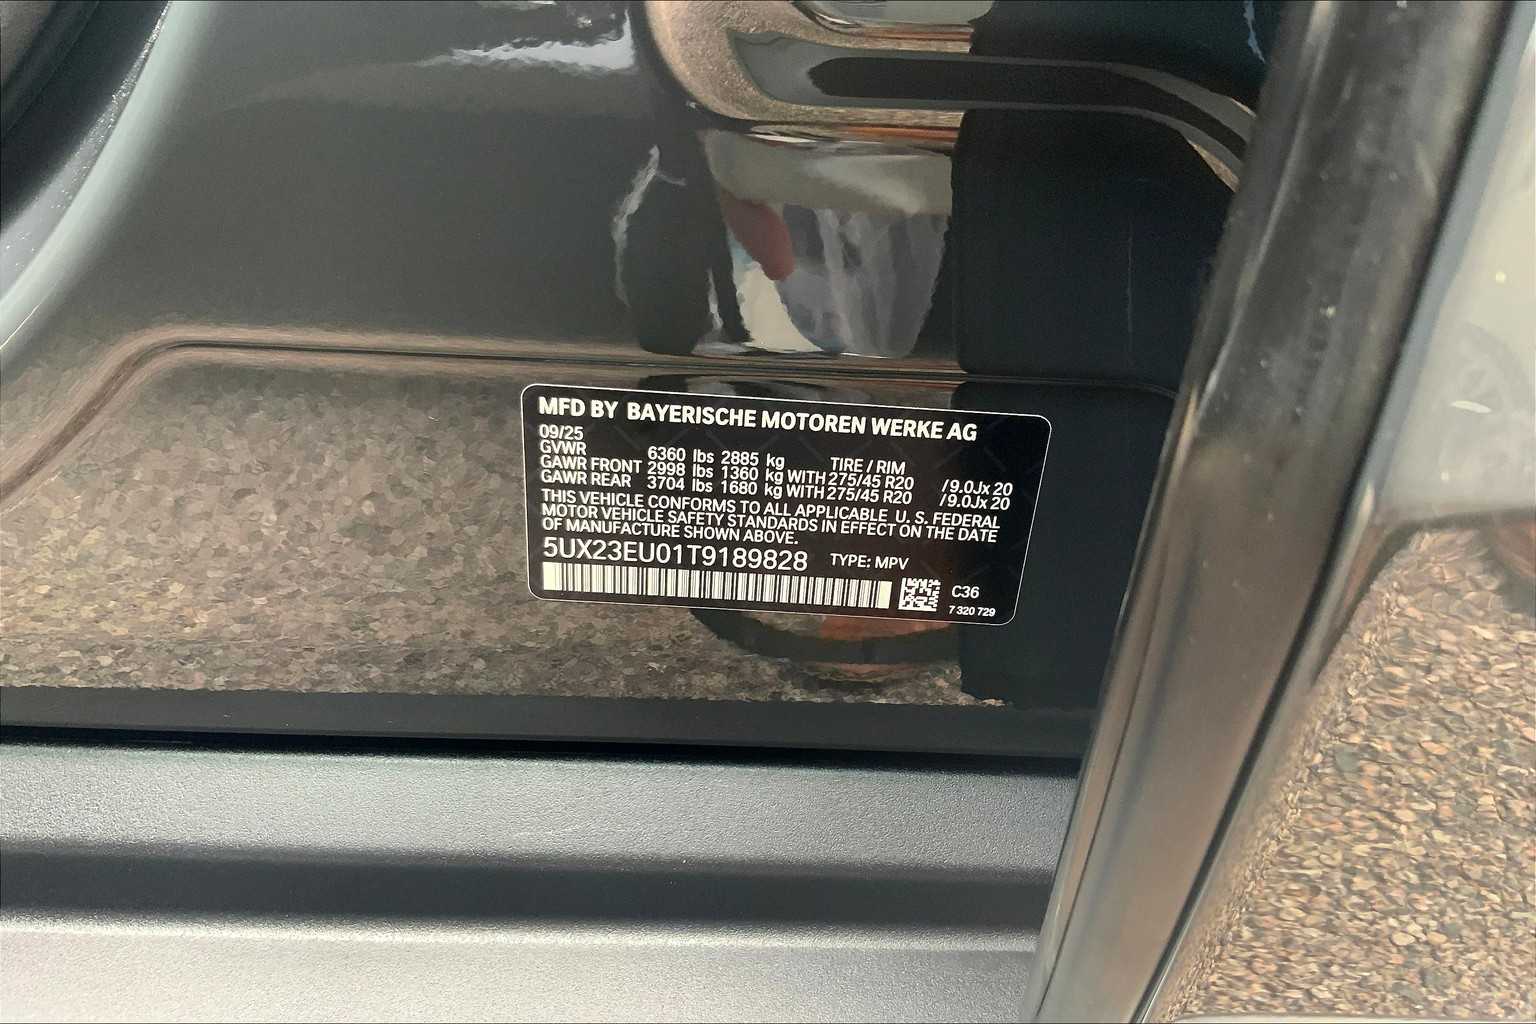 MFD BY BAYERISCHE MOTOREN WERKE AG
09/25
GVWR 6360 lbs 2885 kg TIRE / RIM
GAWR FRONT 2998 lbs 1360 kg WITH 275/45 R20 / 9.0Jx 20
GAWR REAR 3704 lbs 1680 kg WITH 275/45 R20 / 9.0Jx 20
THIS VEHICLE CONFORMS TO ALL APPLICABLE U. S. FEDERAL
MOTOR VEHICLE SAFETY STANDARDS IN EFFECT ON THE DATE
OF MANUFACTURE SHOWN ABOVE.
5UX23EU01T9189828 TYPE: MPV
C36
7 320 729